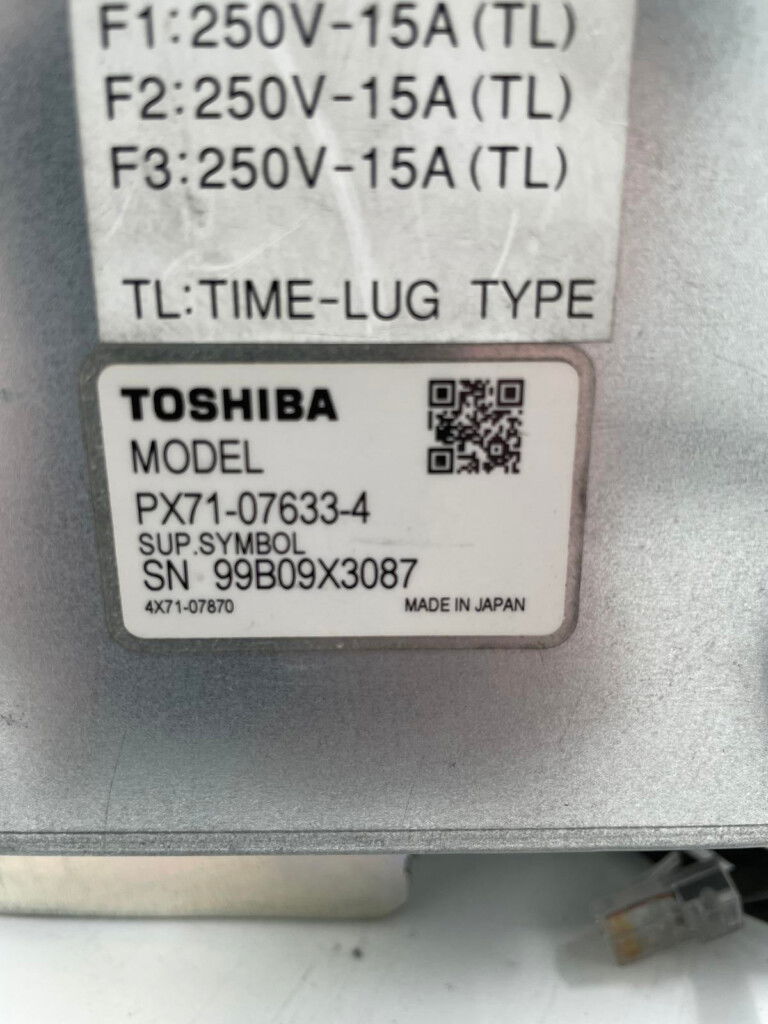 F1:250V-15A(TL)
F2:250V-15A(TL)
F3:250V-15A(TL)
TL:TIME-LUG TYPE
TOSHIBA
MODEL
PX71-07633-4
SUP.SYMBOL
SN 99B09X3087
4X71-07870 MADE IN JAPAN